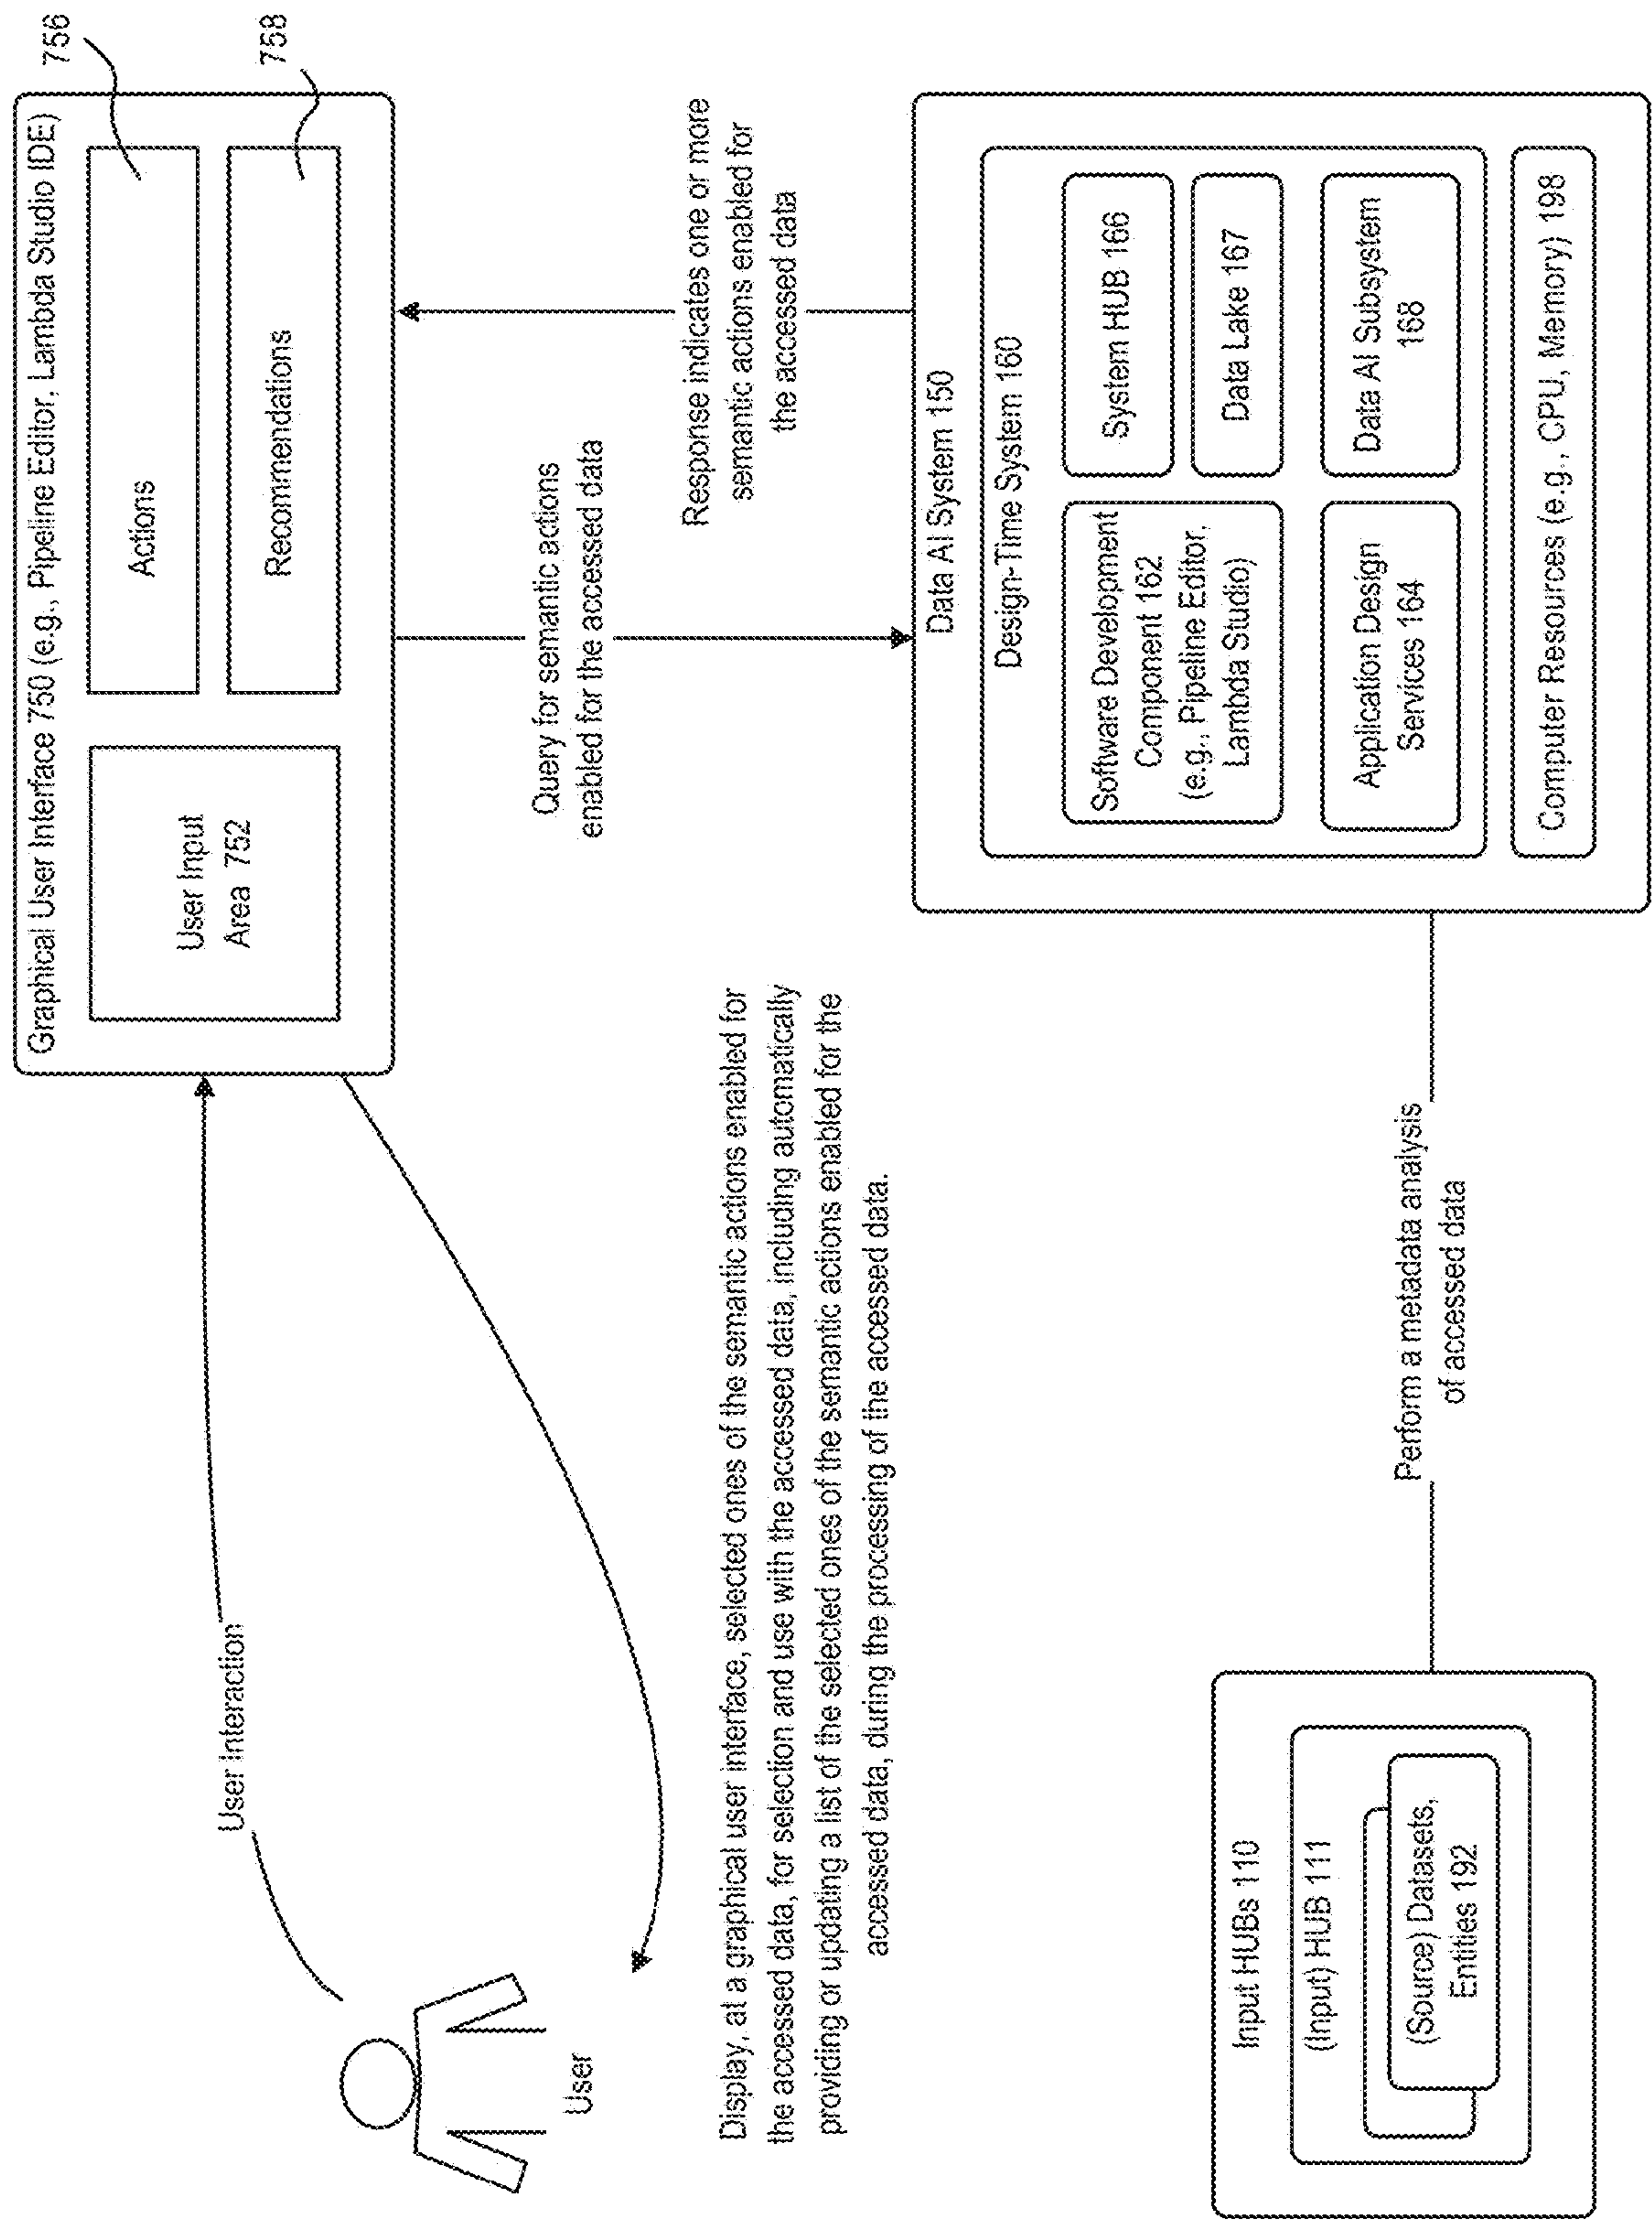 User Interaction
User
Graphical User Interface 750 (e.g., Pipeline Editor, Lambda Studio IDE)
User Input
Area 752
Actions
Recommendations
756
758
Display, at a graphical user interface, selected ones of the semantic actions enabled for
the accessed data, for selection and use with the accessed data, including automatically
providing or updating a list of the selected ones of the semantic actions enabled for the
accessed data, during the processing of the accessed data.
Query for semantic actions
enabled for the accessed data
Response indicates one or more
semantic actions enabled for
the accessed data
Input HUBs 110
(Input) HUB 111
(Source) Datasets,
Entities 192
Perform a metadata analysis
of accessed data
Data AI System 150
Design-Time System 160
Software Development
Component 162
(e.g., Pipeline Editor,
Lambda Studio)
System HUB 166
Data Lake 167
Application Design
Services 164
Data AI Subsystem
168
Computer Resources (e.g., CPU, Memory) 198